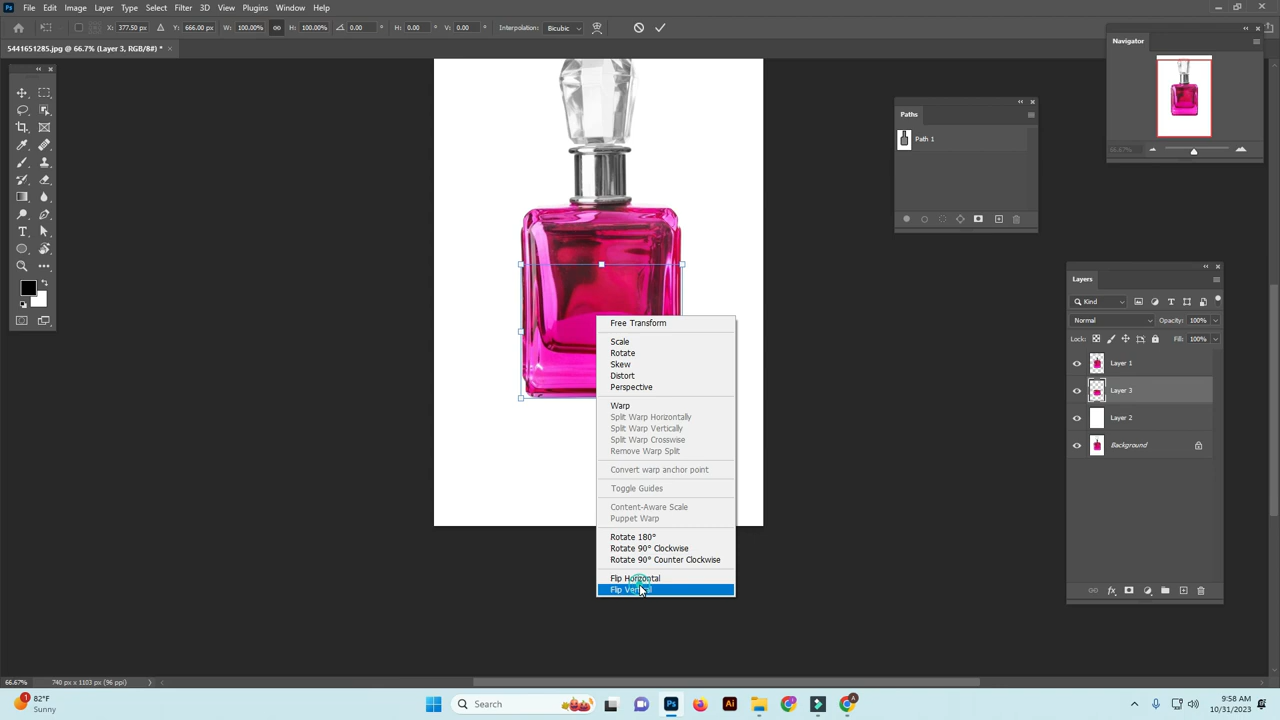 File Edit Image Layer Type Select Filter 3D View Plugins Window Help
X: 377.50 px Y: 666.00 px W: 100.00% H: 100.00% 0.00 ° H: 0.00 ° V: 0.00 ° Interpolation: Bicubic
5441651285.jpg @ 66.7% (Layer 3, RGB/8#) *
Navigator
66.67%
Paths
Path 1
Layers
Kind
Normal Opacity: 100%
Lock: Fill: 100%
Layer 1
Layer 3
Layer 2
Background
Free Transform
Scale
Rotate
Skew
Distort
Perspective
Warp
Split Warp Horizontally
Split Warp Vertically
Split Warp Crosswise
Remove Warp Split
Convert warp anchor point
Toggle Guides
Content-Aware Scale
Puppet Warp
Rotate 180°
Rotate 90° Clockwise
Rotate 90° Counter Clockwise
Flip Horizontal
Flip Vertical
66.67% 740 px x 1103 px (96 ppi)
82°F
Sunny
Search
9:58 AM
10/31/2023